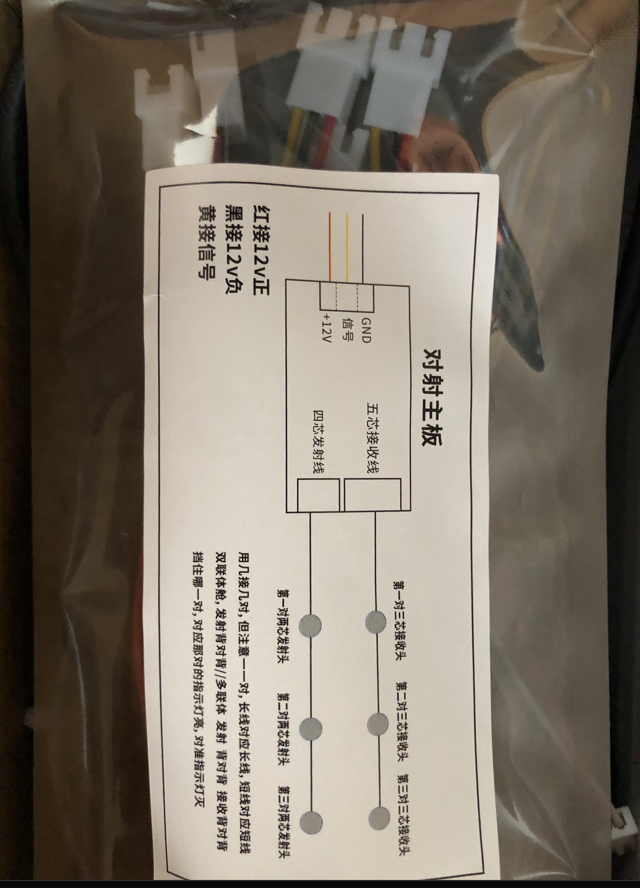 对射主板
GND
信号
+12V
红接12v正
黑接12v负
黄接信号
五芯接收线
四芯发射线
第一对三芯接收头
第二对三芯接收头
第三对三芯接收头
第一对两芯发射头
第二对两芯发射头
第三对两芯发射头
用几接几对,但注意一一对,长线对应长线,短线对应短线
双联体舱,发射背对背//多联体 发射 背对背 接收背对背
挡住哪一对,对应那对的指示灯亮,对准指示灯灭